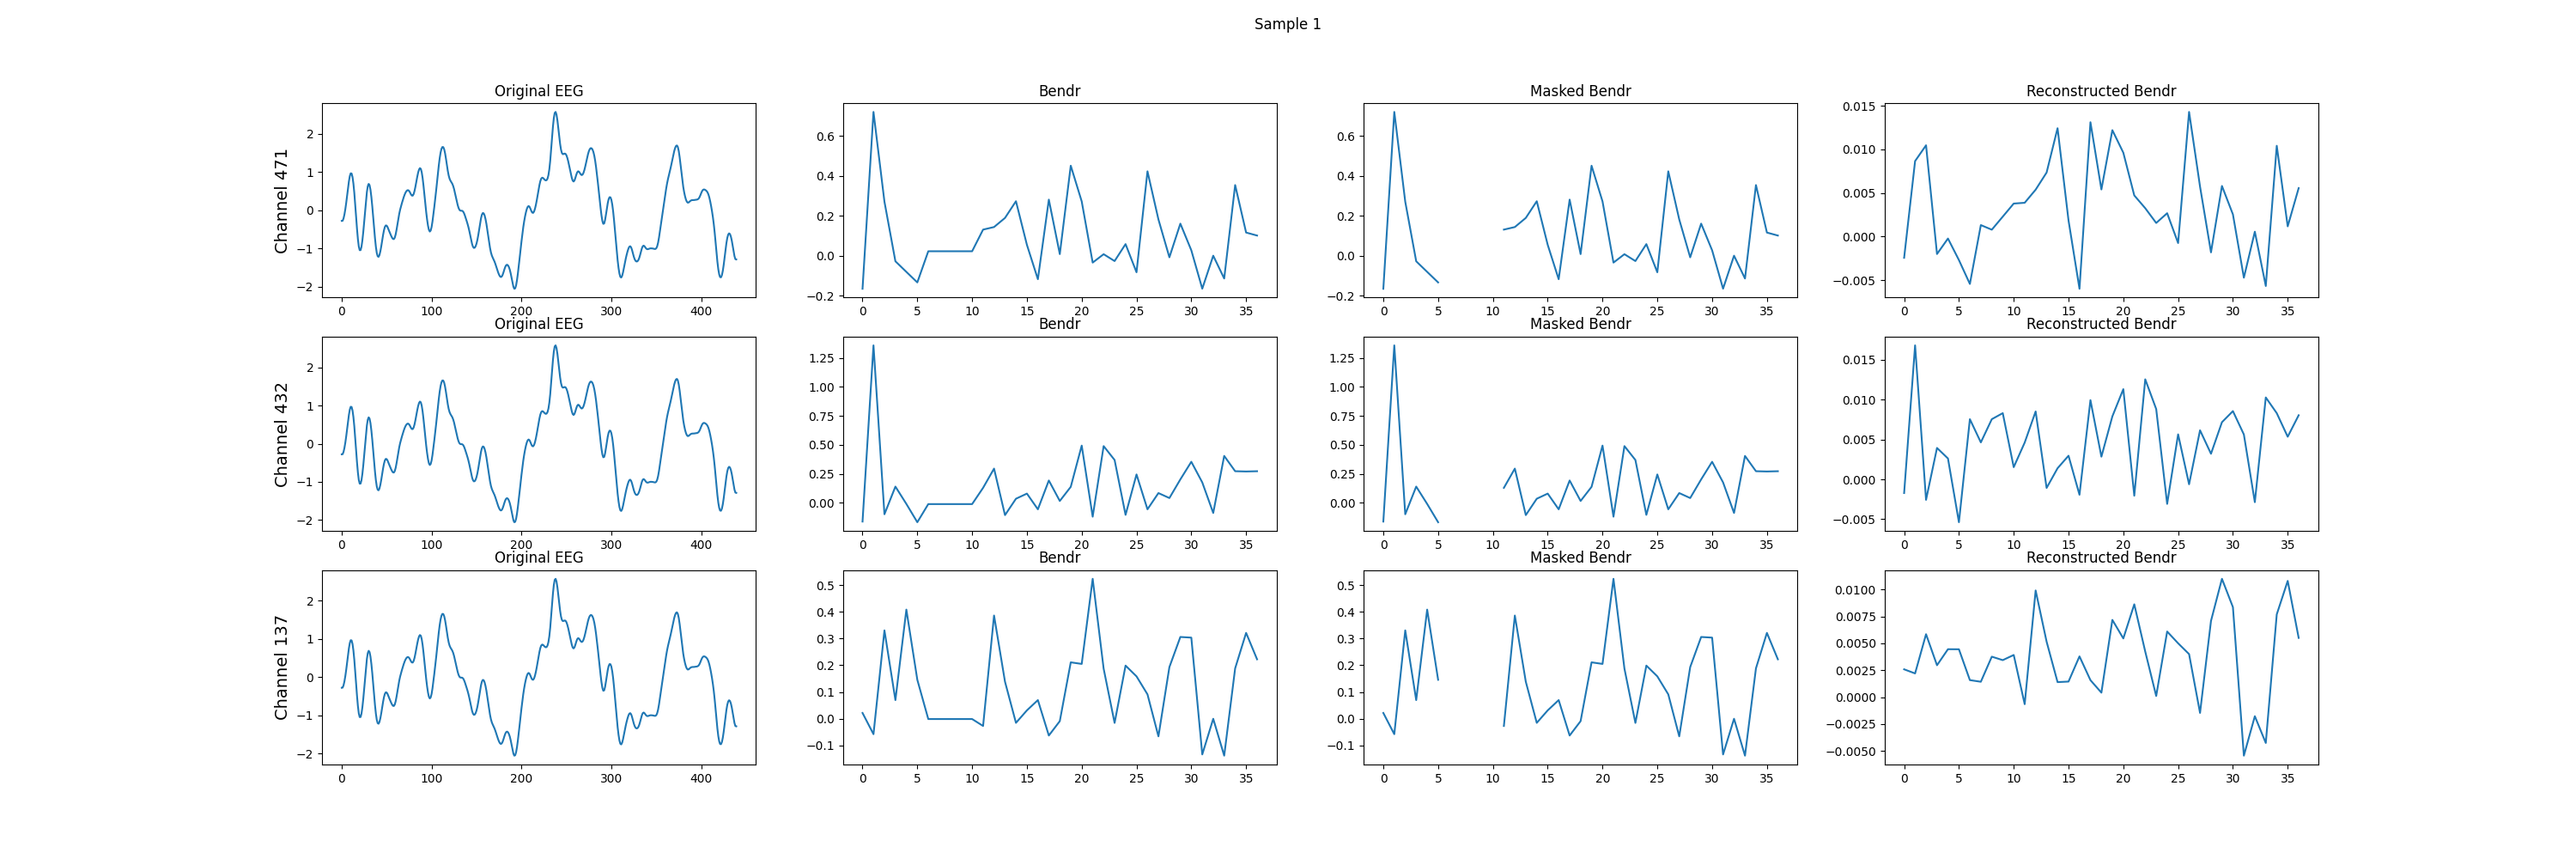 Sample 1
Original EEG Bendr Masked Bendr Reconstructed Bendr
Channel 471
2 1 0 −1 −2
0 100 200 300 400
0.6 0.4 0.2 0.0 −0.2
0 5 10 15 20 25 30 35
0.6 0.4 0.2 0.0 −0.2
0 5 10 15 20 25 30 35
0.015 0.010 0.005 0.000 −0.005
0 5 10 15 20 25 30 35
Original EEG Bendr Masked Bendr Reconstructed Bendr
Channel 432
2 1 0 −1 −2
0 100 200 300 400
1.25 1.00 0.75 0.50 0.25 0.00
0 5 10 15 20 25 30 35
1.25 1.00 0.75 0.50 0.25 0.00
0 5 10 15 20 25 30 35
0.015 0.010 0.005 0.000 −0.005
0 5 10 15 20 25 30 35
Original EEG Bendr Masked Bendr Reconstructed Bendr
Channel 137
2 1 0 −1 −2
0 100 200 300 400
0.5 0.4 0.3 0.2 0.1 0.0 −0.1
0 5 10 15 20 25 30 35
0.5 0.4 0.3 0.2 0.1 0.0 −0.1
0 5 10 15 20 25 30 35
0.0100 0.0075 0.0050 0.0025 0.0000 −0.0025 −0.0050
0 5 10 15 20 25 30 35